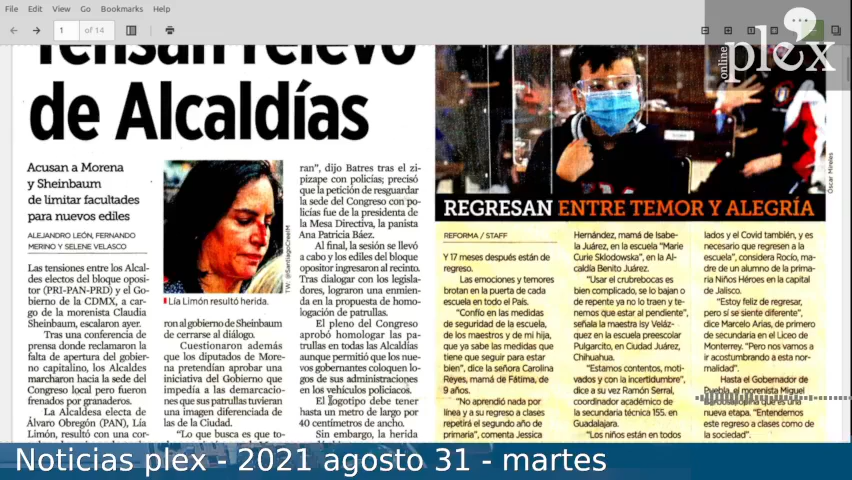 File Edit View Go Bookmarks Help
1 of 14
online
plex
Tensan relevo
de Alcaldías
Acusan a Morena
y Sheinbaum
de limitar facultades
para nuevos ediles
ALEJANDRO LEÓN, FERNANDO
MERINO Y SELENE VELASCO
Las tensiones entre los Alcal-
des electos del bloque oposi-
tor (PRI-PAN-PRD) y el Go-
bierno de la CDMX, a car-
go de la morenista Claudia
Sheinbaum, escalaron ayer.
Tras una conferencia de
prensa donde reclamaron la
falta de apertura del gobier-
no capitalino, los Alcaldes
marcharon hacia la sede del
Congreso local pero fueron
frenados por granaderos.
La Alcaldesa electa de
Álvaro Obregón (PAN), Lía
Limón, resultó con una cor-
TW: @SantiagoCreelM
Lía Limón resultó herida.
ron al gobierno de Sheinbaum
de cerrarse al diálogo.
Cuestionaron además
que los diputados de More-
na pretendían aprobar una
iniciativa del Gobierno que
impedía a las demarcacio-
nes que sus patrullas tuvieran
una imagen diferenciada de
las de la Ciudad.
"Lo que busca es que to-
ran", dijo Batres tras el zi-
pizape con policías; precisó
que la petición de resguardar
la sede del Congreso con po-
licías fue de la presidenta de
la Mesa Directiva, la panista
Ana Patricia Báez.
Al final, la sesión se llevó
a cabo y los ediles del bloque
opositor ingresaron al recinto.
Tras dialogar con los legisla-
dores, lograron una enmien-
da en la propuesta de homo-
logación de patrullas.
El pleno del Congreso
aprobó homologar las pa-
trullas en todas las Alcaldías
aunque permitió que los nue-
vos gobernantes coloquen lo-
gos de sus administraciones
en los vehículos policiacos.
El logotipo debe tener
hasta un metro de largo por
40 centímetros de ancho.
Sin embargo, la herida
Óscar Mireles
REGRESAN ENTRE TEMOR Y ALEGRÍA
REFORMA / STAFF
Y 17 meses después están de
regreso.
Las emociones y temores
brotan en la puerta de cada
escuela en todo el País.
"Confío en las medidas
de seguridad de la escuela,
de los maestros y de mi hija,
que ya sabe las medidas que
tiene que seguir para estar
bien", dice la señora Carolina
Reyes, mamá de Fátima, de
9 años.
"No aprendió nada por
línea y a su regreso a clases
repetirá el segundo año de
primaria", comenta Jessica
Hernández, mamá de Isabe-
la Juárez, en la escuela "Marie
Curie Sklodowska", en la Al-
caldía Benito Juárez.
"Usar el crubrebocas es
bien complicado, se lo bajan o
de repente ya no lo traen y te-
nemos que estar al pendiente",
señala la maestra Isy Veláz-
quez en la escuela preescolar
Pulgarcito, en Ciudad Juárez,
Chihuahua.
"Estamos contentos, moti-
vados y con la incertidumbre",
dice a su vez Ramón Serral,
coordinador académico de
la secundaria técnica 155, en
Guadalajara.
"Los niños están en todos
lados y el Covid también, y es
necesario que regresen a la
escuela", considera Rocío, ma-
dre de un alumno de la prima-
ria Niños Héroes en la capital
de Jalisco.
"Estoy feliz de regresar,
pero sí se siente diferente",
dice Marcelo Arias, de primero
de secundaria en el Liceo de
Monterrey. "Pero nos vamos a
ir acostumbrando a esta nor-
malidad".
Hasta el Gobernador de
Puebla, el morenista Miguel
es una
nueva etapa. "Entendemos
este regreso a clases como de
la sociedad".
Noticias plex - 2021 agosto 31 - martes